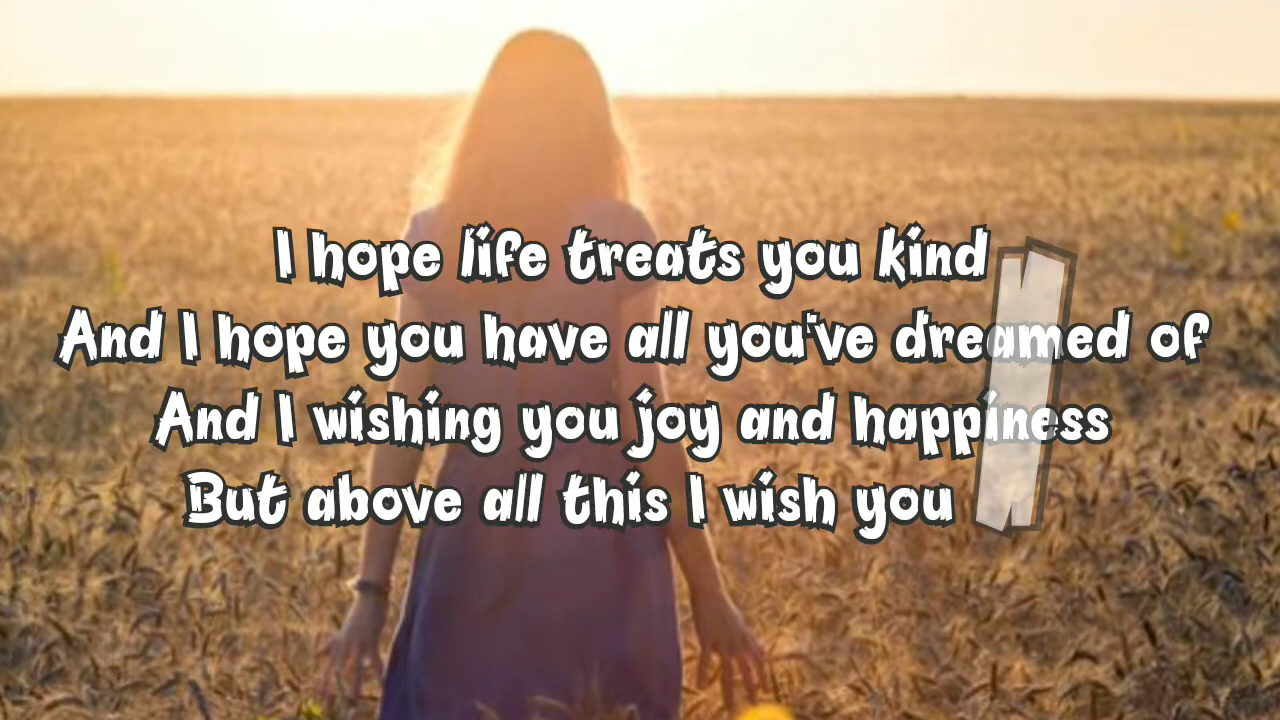 I hope life treats you kind
And I hope you have all you've dreamed of
And I wishing you joy and happiness
But above all this I wish you